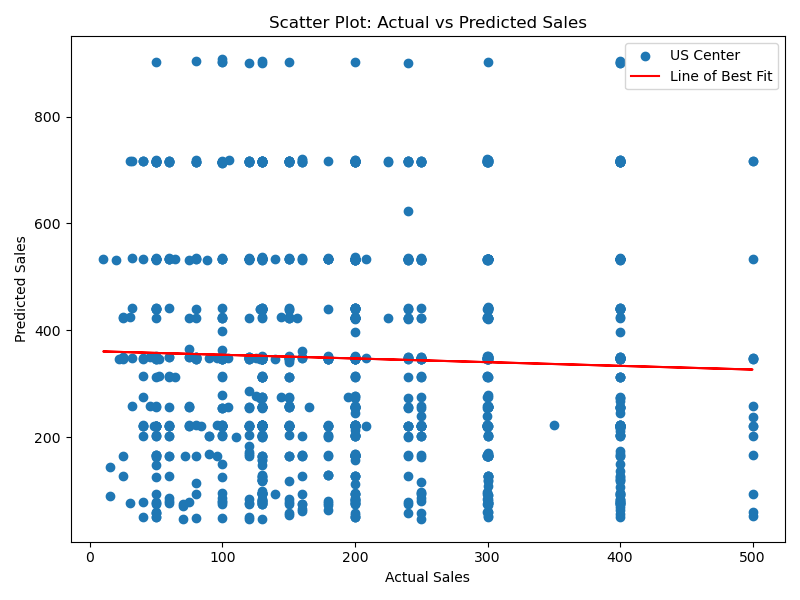 Scatter Plot: Actual vs Predicted Sales
US Center
Line of Best Fit
Predicted Sales
800
600
400
200
0
100
200
300
400
500
Actual Sales